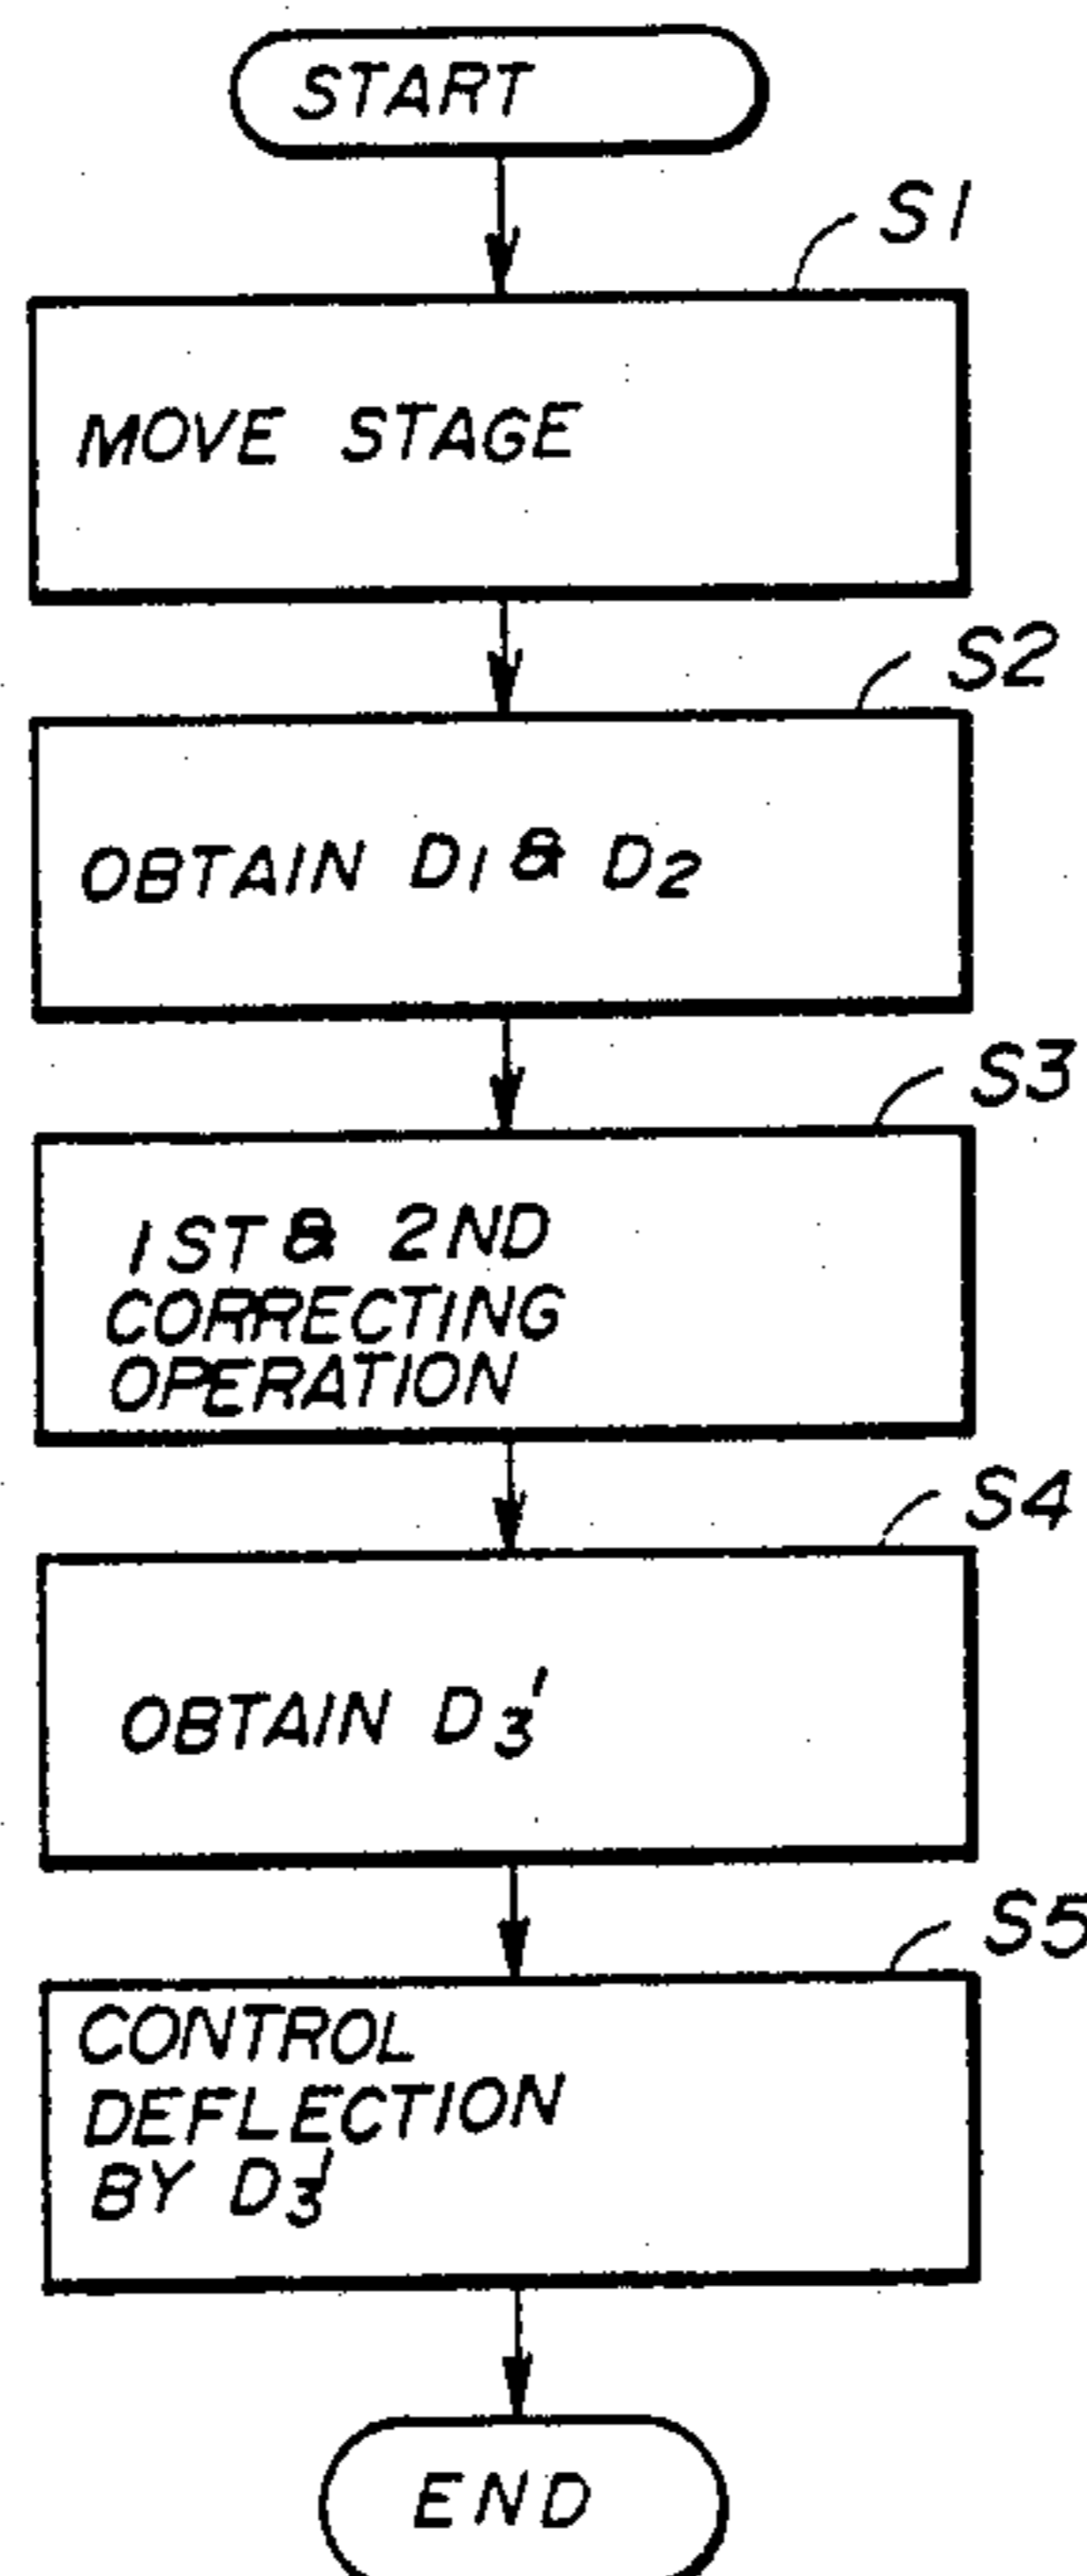 START
S1
MOVE STAGE
S2
OBTAIN D1 & D2
S3
1ST & 2ND
CORRECTING
OPERATION
S4
OBTAIN D3'
S5
CONTROL
DEFLECTION
BY D3'
END